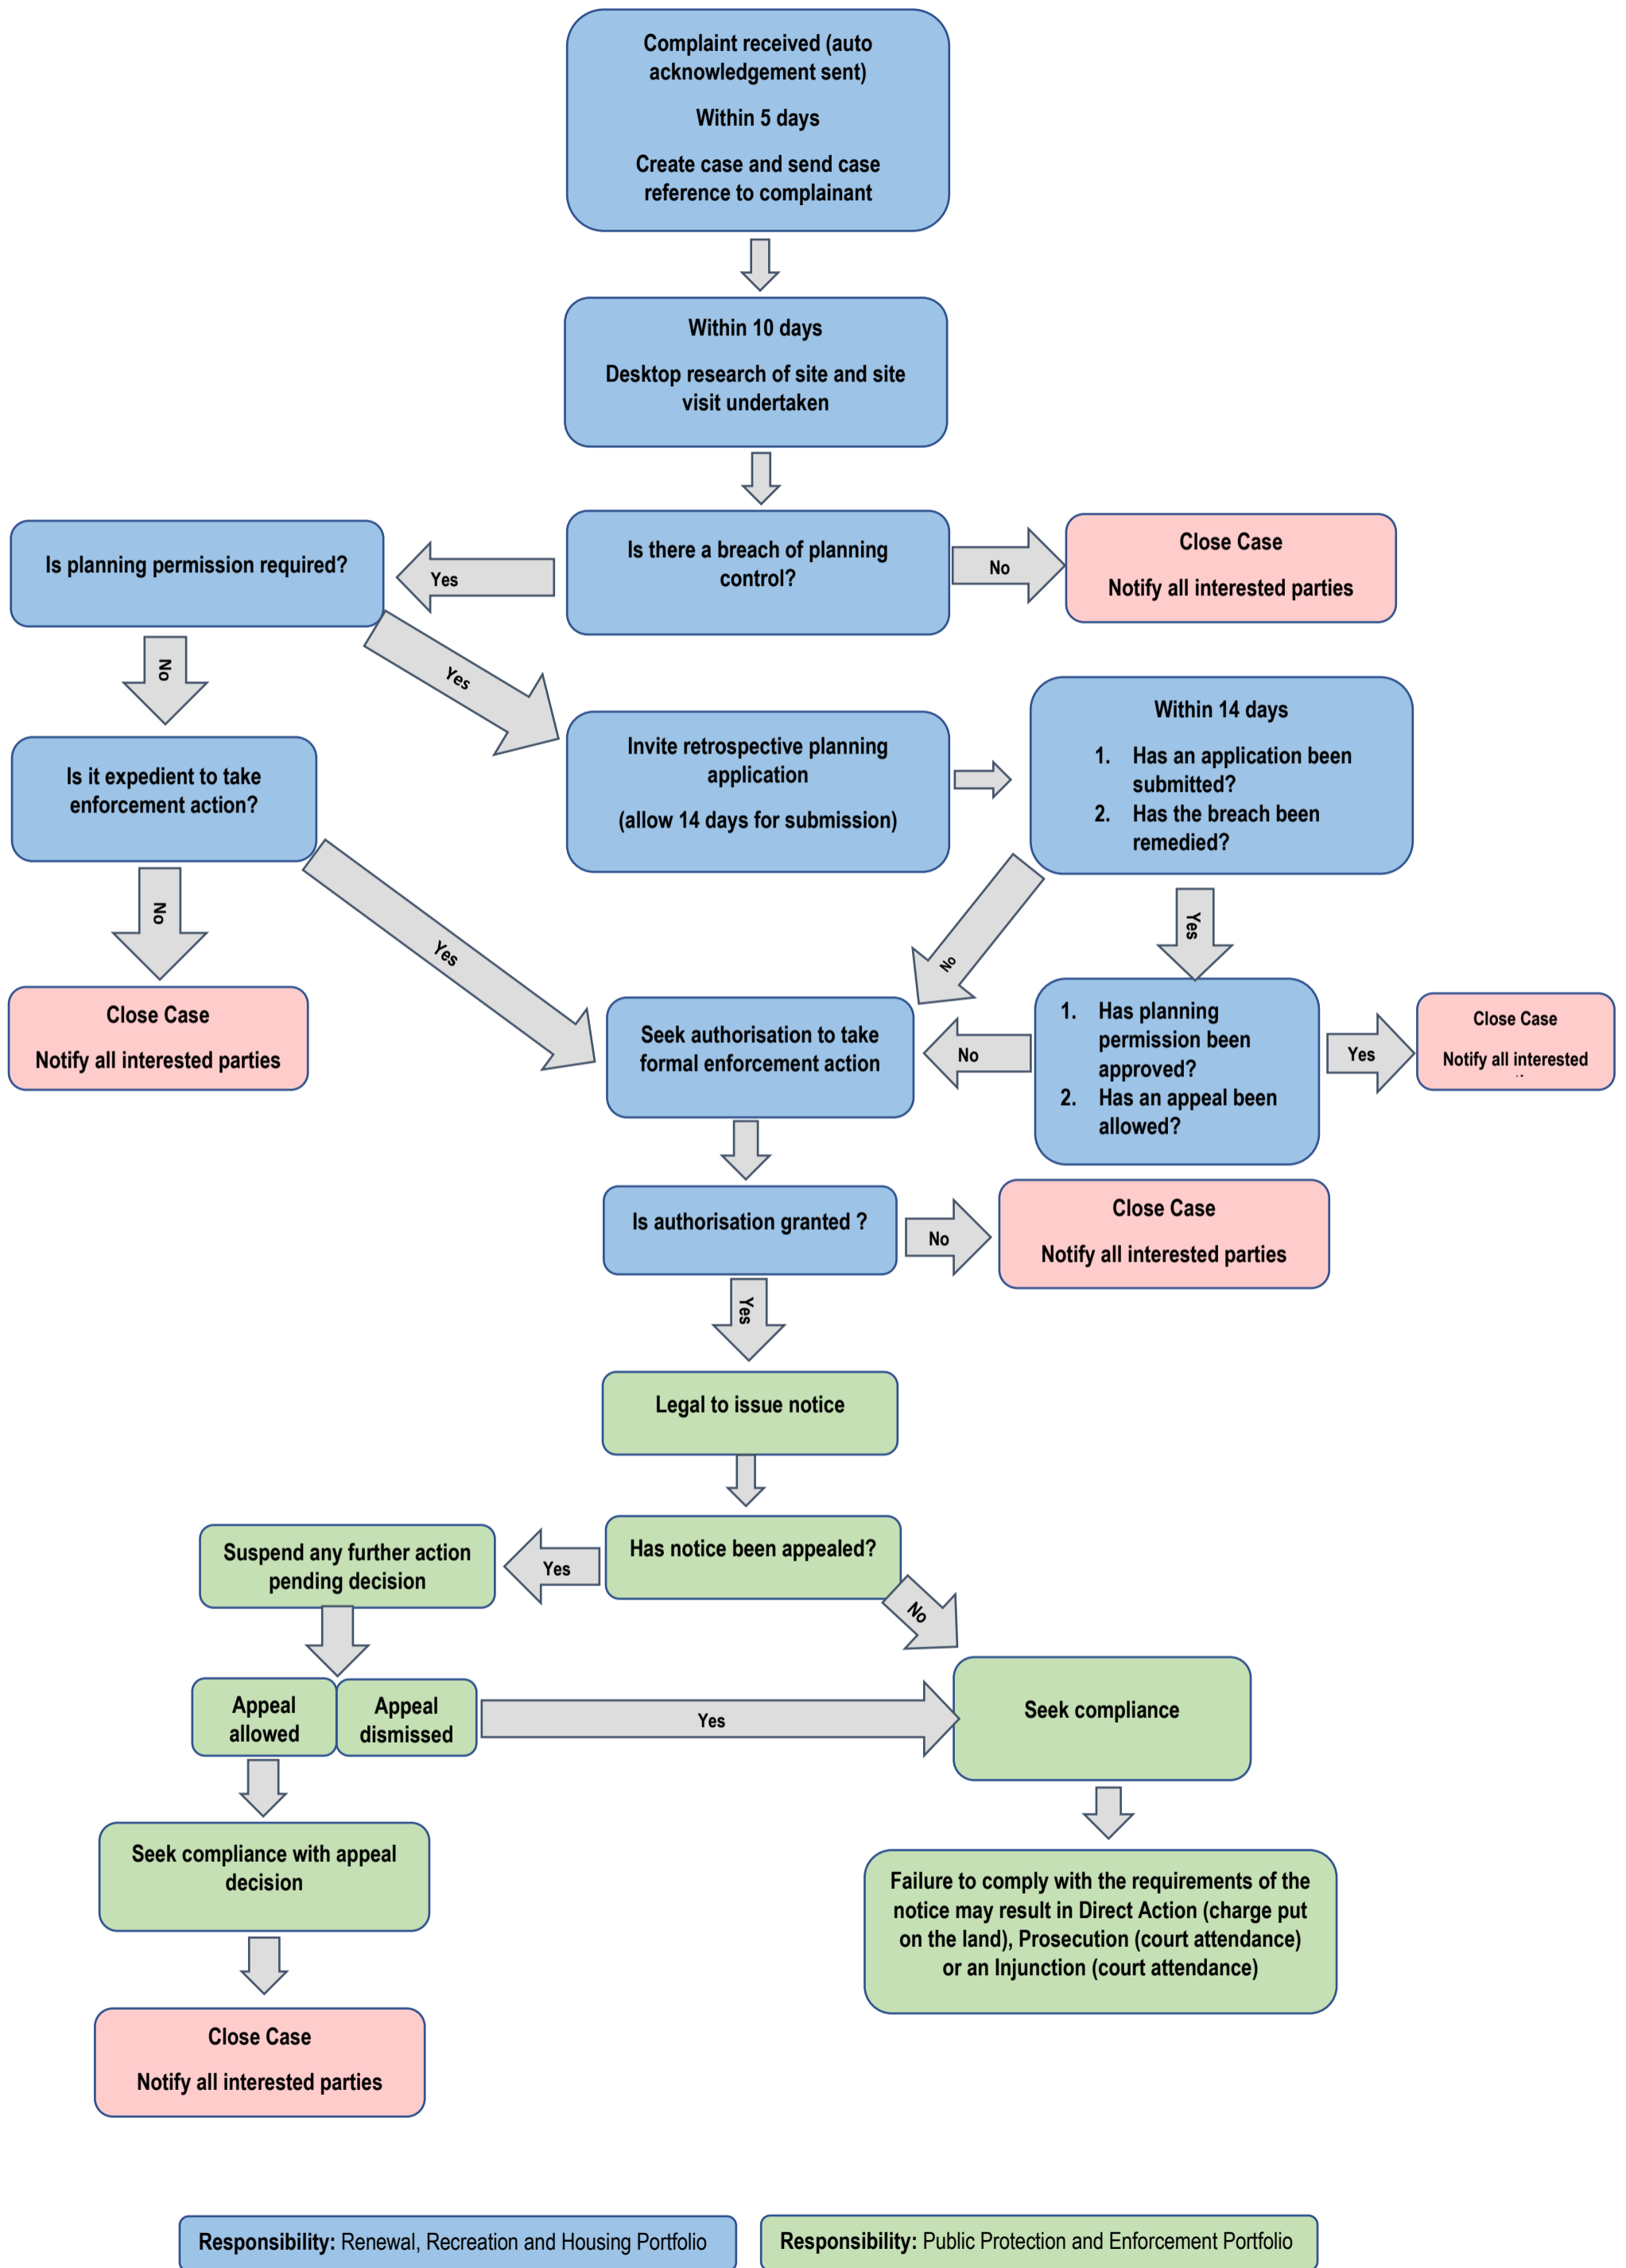 Complaint received (auto
acknowledgement sent)
Within 5 days
Create case and send case
reference to complainant
Within 10 days
Desktop research of site and site
visit undertaken
Is planning permission required?
Yes
Is there a breach of planning
control?
No
Close Case
Notify all interested parties
No
Yes
Is it expedient to take
enforcement action?
Invite retrospective planning
application
(allow 14 days for submission)
Within 14 days
1. Has an application been
submitted?
2. Has the breach been
remedied?
No
Yes
No
Yes
Close Case
Notify all interested parties
Seek authorisation to take
formal enforcement action
No
1. Has planning
permission been
approved?
2. Has an appeal been
allowed?
Yes
Close Case
Notify all interested
Is authorisation granted ?
No
Close Case
Notify all interested parties
Yes
Legal to issue notice
Suspend any further action
pending decision
Yes
Has notice been appealed?
No
Appeal
allowed
Appeal
dismissed
Yes
Seek compliance
Seek compliance with appeal
decision
Failure to comply with the requirements of the
notice may result in Direct Action (charge put
on the land), Prosecution (court attendance)
or an Injunction (court attendance)
Close Case
Notify all interested parties
Responsibility: Renewal, Recreation and Housing Portfolio
Responsibility: Public Protection and Enforcement Portfolio